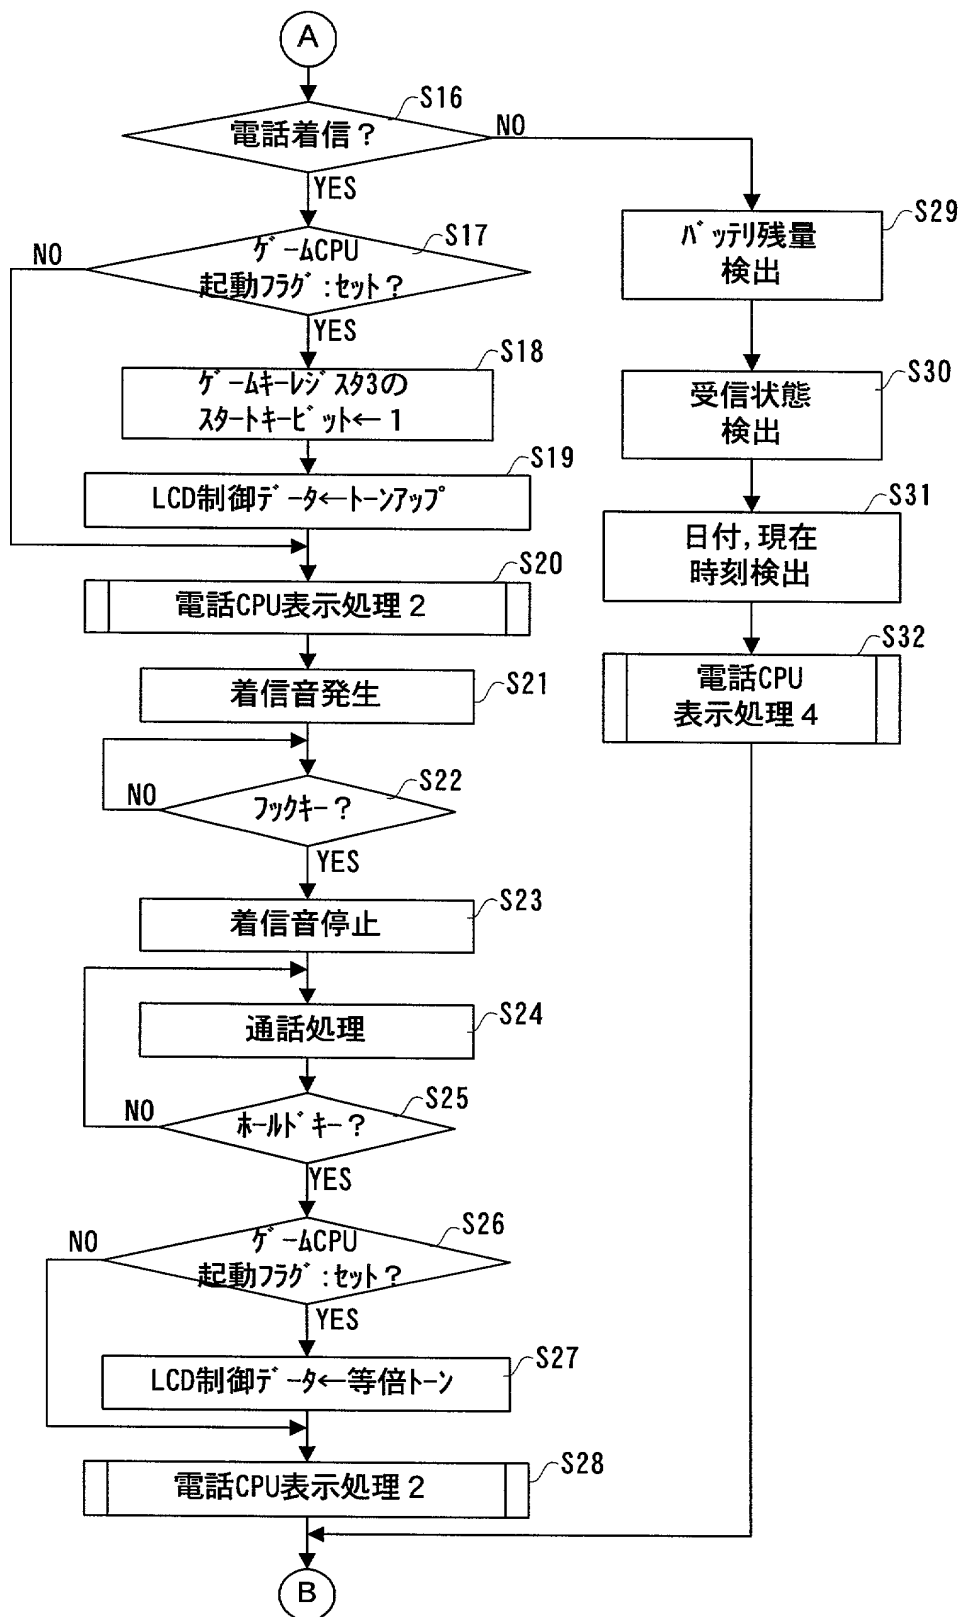 A
S16
電話着信？
NO
YES
S17
NO
ゲームCPU
起動フラグ:セット？
YES
S18
ゲームキーレジスタ3の
スタートキービット←1
S19
LCD制御データ←トーンアップ
S20
電話CPU表示処理2
S21
着信音発生
S22
NO
フックキー？
YES
S23
着信音停止
S24
通話処理
S25
NO
ホールドキー？
YES
S26
NO
ゲームCPU
起動フラグ:セット？
YES
S27
LCD制御データ←等倍トーン
S28
電話CPU表示処理2
B
S29
バッテリ残量
検出
S30
受信状態
検出
S31
日付,現在
時刻検出
S32
電話CPU
表示処理4